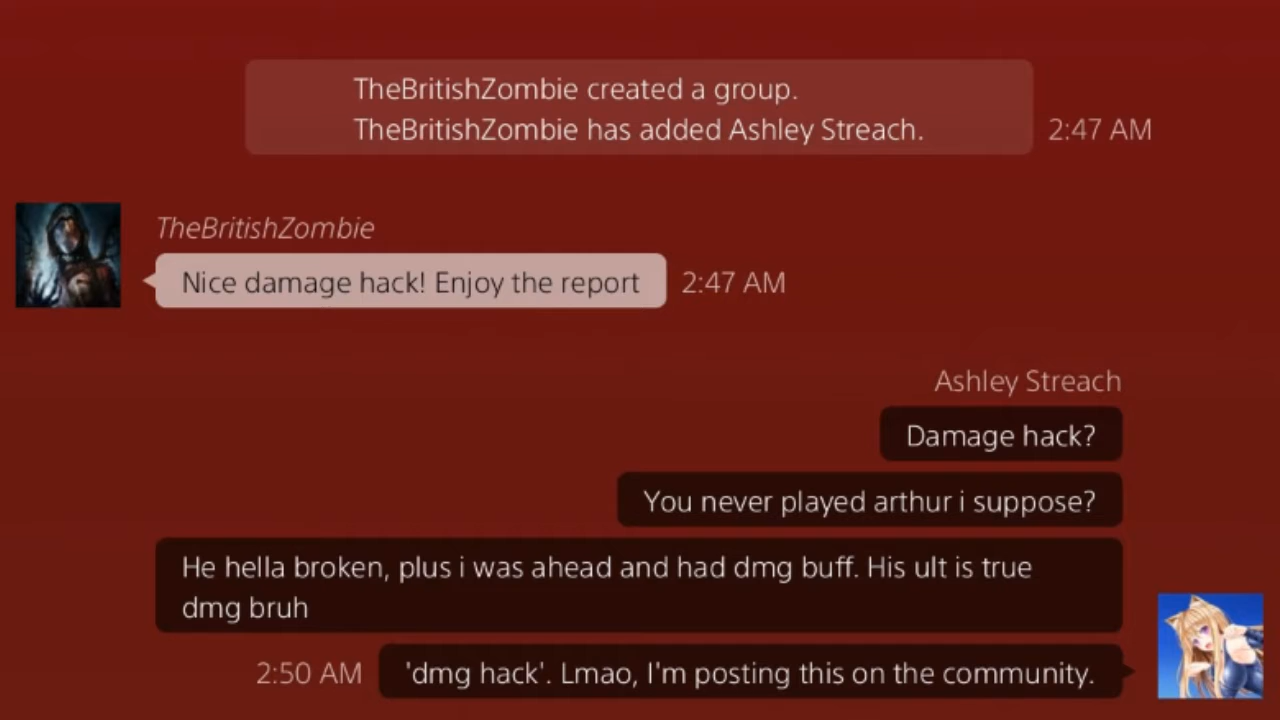 TheBritishZombie created a group.
TheBritishZombie has added Ashley Streach.
2:47 AM
TheBritishZombie
Nice damage hack! Enjoy the report
2:47 AM
Ashley Streach
Damage hack?
You never played arthur i suppose?
He hella broken, plus i was ahead and had dmg buff. His ult is true
dmg bruh
2:50 AM
'dmg hack'. Lmao, I'm posting this on the community.